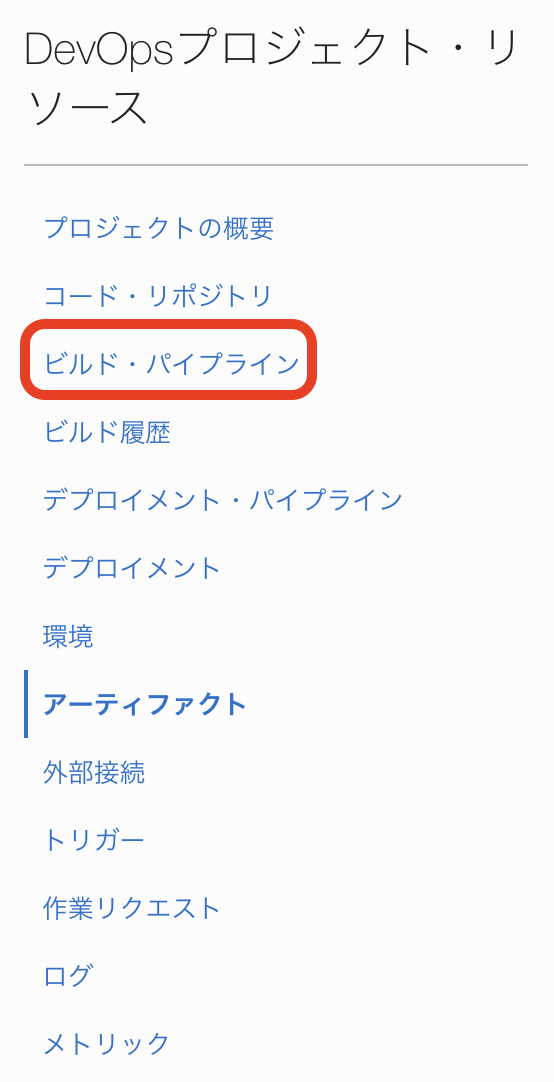 DevOpsプロジェクト・リ
ソース
プロジェクトの概要
コード・リポジトリ
ビルド・パイプライン
ビルド履歴
デプロイメント・パイプライン
デプロイメント
環境
アーティファクト
外部接続
トリガー
作業リクエスト
ログ
メトリック